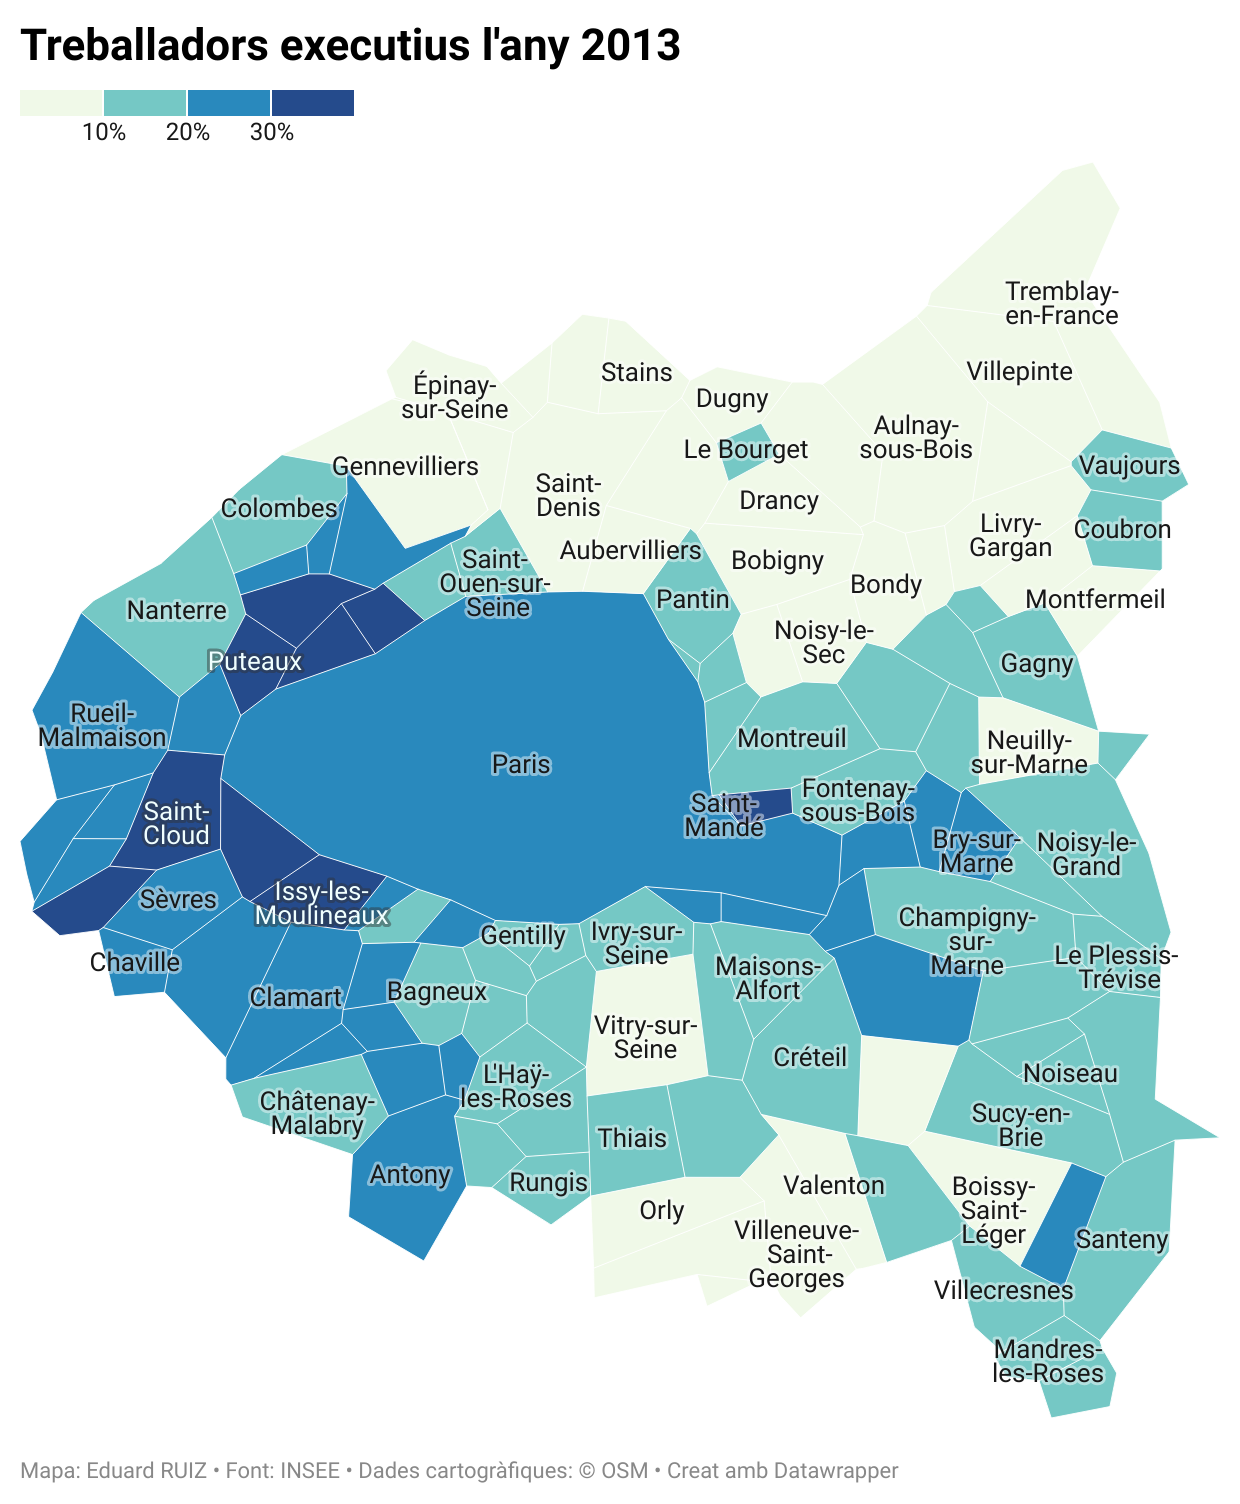 Treballadors executius l'any 2013
10% 20% 30%
Tremblay-
en-France
Villepinte
Stains
Épinay-
sur-Seine
Dugny
Aulnay-
sous-Bois
Le Bourget
Gennevilliers
Vaujours
Saint-
Denis
Drancy
Colombes
Livry-
Gargan
Coubron
Aubervilliers
Saint-
Ouen-sur-
Seine
Bobigny
Bondy
Pantin
Montfermeil
Nanterre
Noisy-le-
Sec
Puteaux
Gagny
Rueil-
Malmaison
Montreuil
Neuilly-
sur-Marne
Paris
Saint-
Cloud
Saint-
Mandé
Fontenay-
sous-Bois
Bry-sur-
Marne
Noisy-le-
Grand
Sèvres
Issy-les-
Moulineaux
Champigny-
sur-
Marne
Gentilly
Ivry-sur-
Seine
Chaville
Maisons-
Alfort
Le Plessis-
Trévise
Clamart
Bagneux
Vitry-sur-
Seine
Créteil
L'Haÿ-
les-Roses
Noiseau
Châtenay-
Malabry
Sucy-en-
Brie
Thiais
Antony
Rungis
Valenton
Boissy-
Saint-
Léger
Orly
Villeneuve-
Saint-
Georges
Santeny
Villecresnes
Mandres-
les-Roses
Mapa: Eduard RUIZ • Font: INSEE • Dades cartogràfiques: © OSM • Creat amb Datawrapper